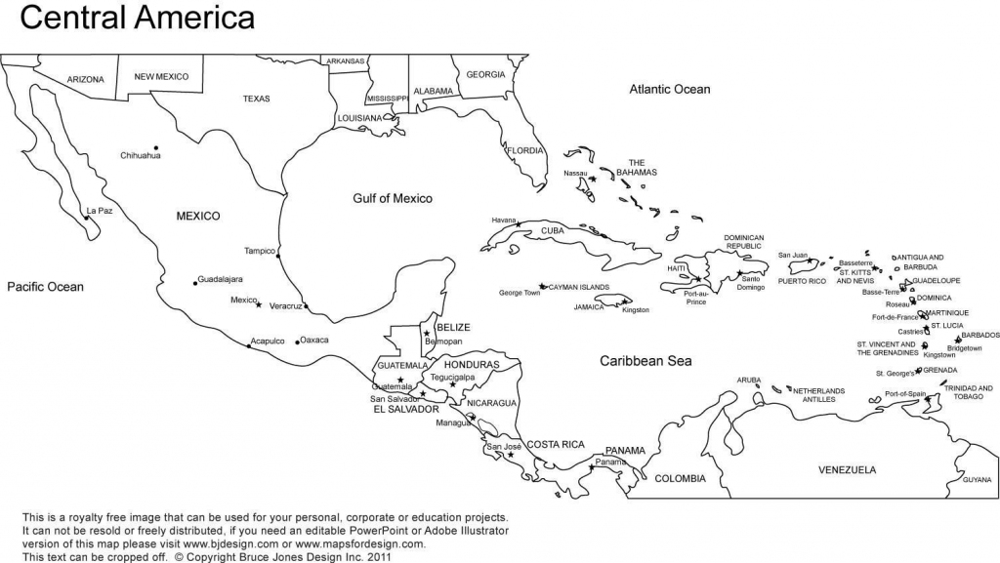 Central America
ARKANSAS
ARIZONA
NEW MEXICO
GEORGIA
TEXAS
MISSISSIPPI
ALABAMA
Atlantic Ocean
LOUISIANA
FLORDIA
Chihuahua
THE
BAHAMAS
Nassau
La Paz
MEXICO
Gulf of Mexico
Havana
CUBA
Tampico
DOMINICAN
REPUBLIC
San Juan
HAITI
Santo
Domingo
PUERTO RICO
Basseterre
ST. KITTS
AND NEVIS
ANTIGUA AND
BARBUDA
Pacific Ocean
Guadalajara
George Town
CAYMAN ISLANDS
Port-au-
Prince
GUADELOUPE
Basse-Terre
DOMINICA
Mexico
Veracruz
JAMAICA
Kingston
Roseau
MARTINIQUE
Fort-de-France
ST. LUCIA
Castries
BARBADOS
Bridgetown
BELIZE
Belmopan
Acapulco
Oaxaca
ST. VINCENT AND
THE GRENADINES
Kingstown
GUATEMALA
HONDURAS
Caribbean Sea
St. George's
GRENADA
Tegucigalpa
Guatemala
ARUBA
NETHERLANDS
ANTILLES
Port-of-Spain
TRINIDAD AND
TOBAGO
San Salvador
EL SALVADOR
NICARAGUA
Managua
San José
COSTA RICA
PANAMA
Panama
COLOMBIA
VENEZUELA
GUYANA
This is a royalty free image that can be used for your personal, corporate or education projects.
It can not be resold or freely distributed, if you need an editable PowerPoint or Adobe Illustrator
version of this map please visit www.bjdesign.com or www.mapsfordesign.com.
This text can be cropped off. © Copyright Bruce Jones Design Inc. 2011